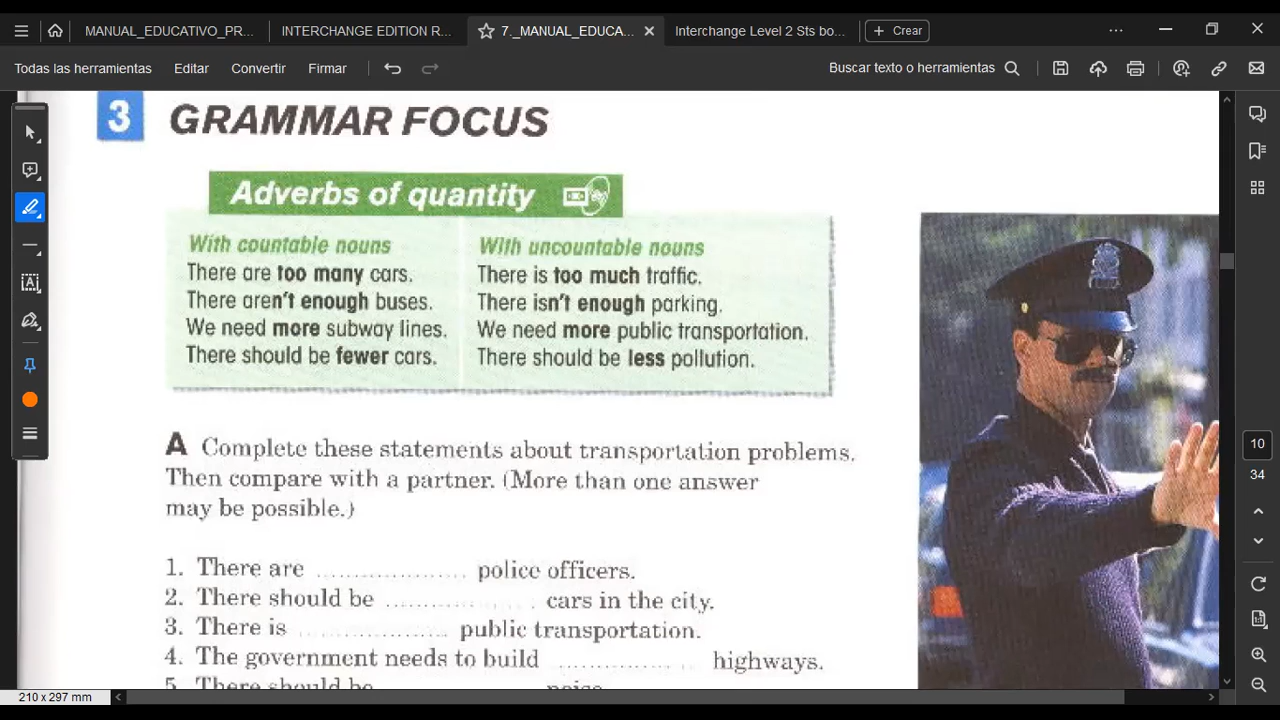 MANUAL_EDUCATIVO_PR...
INTERCHANGE EDITION R...
7._MANUAL_EDUCA...
Interchange Level 2 Sts bo...
Crear
Todas las herramientas
Editar
Convertir
Firmar
Buscar texto o herramientas
3 GRAMMAR FOCUS
Adverbs of quantity
With countable nouns
There are too many cars.
There aren't enough buses.
We need more subway lines.
There should be fewer cars.
With uncountable nouns
There is too much traffic.
There isn't enough parking.
We need more public transportation.
There should be less pollution.
A Complete these statements about transportation problems.
Then compare with a partner. (More than one answer
may be possible.)
1. There are ..................... police officers.
2. There should be ..................... cars in the city.
3. There is ..................... public transportation.
4. The government needs to build ..................... highways.
5. There should be ..................... noise
10
34
210 x 297 mm